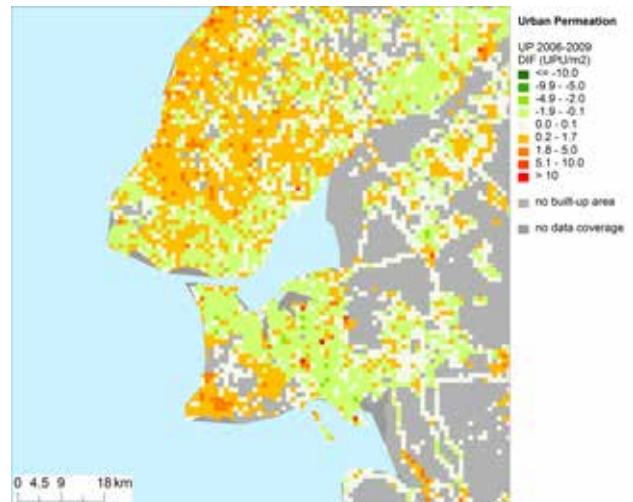 Urban Permeation
UP 2006-2009
DIF (UPU/m2)
<= -10.0
-9.9 - -5.0
-4.9 - -2.0
-1.9 - -0.1
0.0 - 0.1
0.2 - 1.7
1.8 - 5.0
5.1 - 10.0
> 10
no built-up area
no data coverage
0 4.5 9 18 km